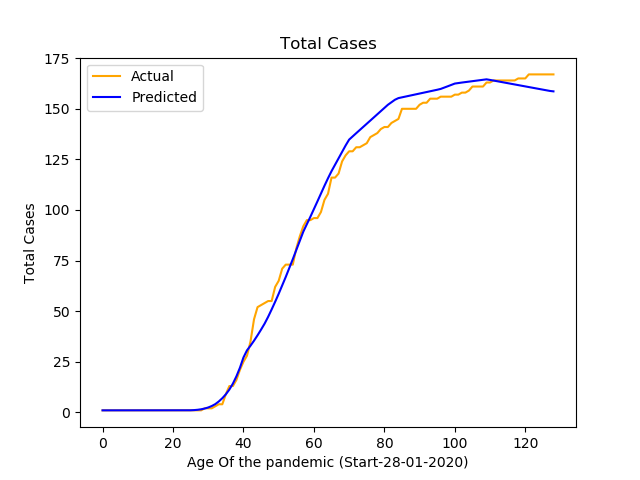 Total Cases
Actual
Predicted
Total Cases
175
150
125
100
75
50
25
0
0 20 40 60 80 100 120
Age Of the pandemic (Start-28-01-2020)